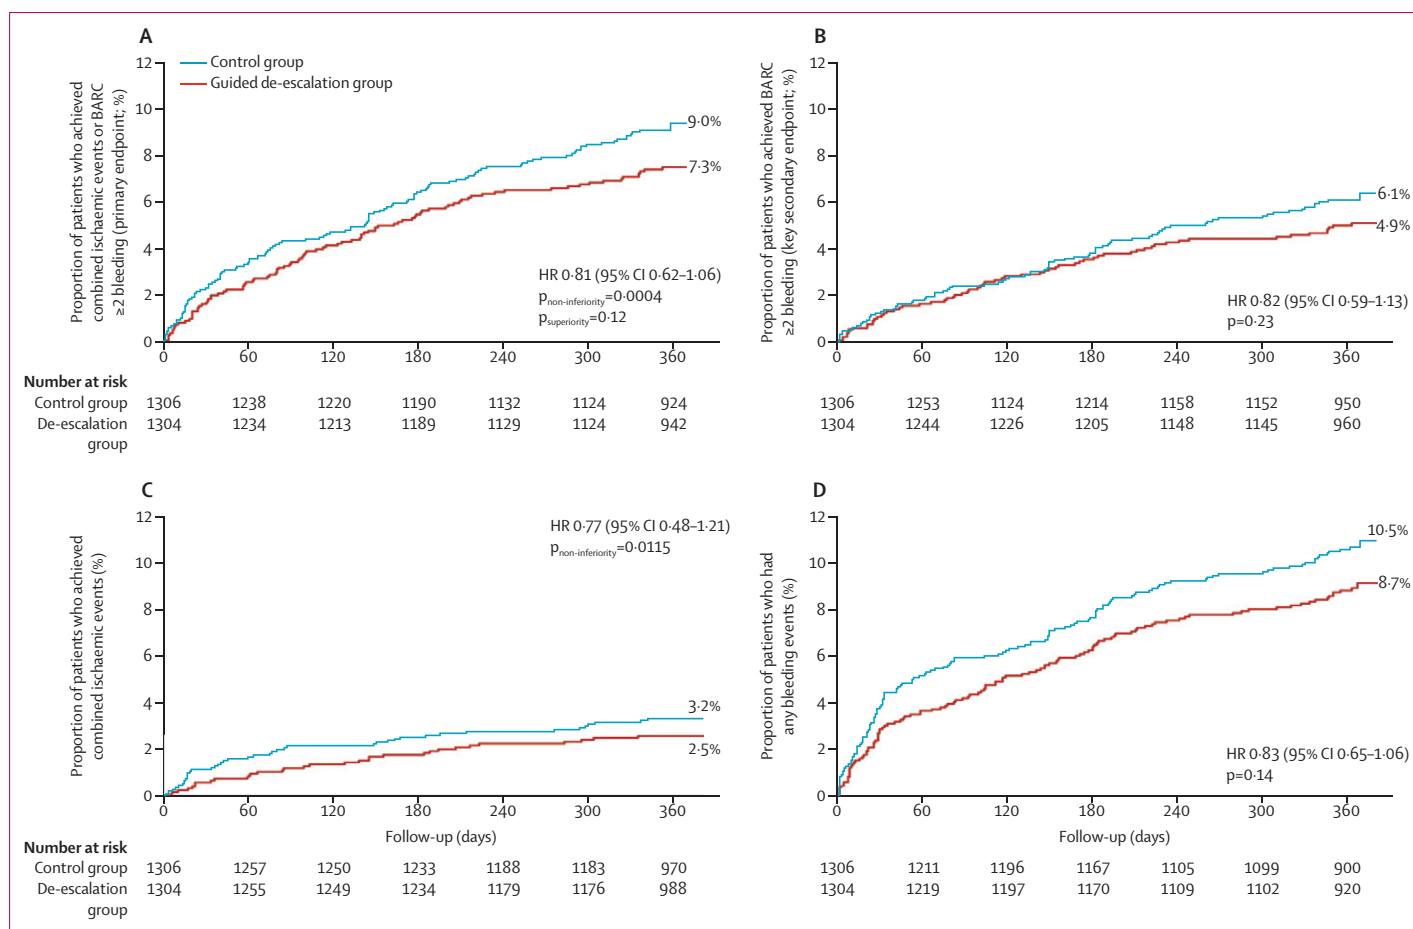 A
Proportion of patients who achieved
combined ischaemic events or BARC
≥2 bleeding (primary endpoint; %)
12
10
8
6
4
2
0
Control group
Guided de-escalation group
9·0%
7·3%
HR 0·81 (95% CI 0·62–1·06)
pnon-inferiority=0·0004
psuperiority=0·12
0 60 120 180 240 300 360
B
Proportion of patients who achieved BARC
≥2 bleeding (key secondary endpoint; %)
12
10
8
6
4
2
0
6·1%
4·9%
HR 0·82 (95% CI 0·59–1·13)
p=0·23
0 60 120 180 240 300 360
Number at risk
Control group 1306 1238 1220 1190 1132 1124 924
De-escalation 1304 1234 1213 1189 1129 1124 942
group
1306 1253 1124 1214 1158 1152 950
1304 1244 1226 1205 1148 1145 960
C
Proportion of patients who achieved
combined ischaemic events (%)
12
10
8
6
4
2
0
HR 0·77 (95% CI 0·48–1·21)
pnon-inferiority=0·0115
3·2%
2·5%
0 60 120 180 240 300 360
Follow-up (days)
D
Proportion of patients who had
any bleeding events (%)
12
10
8
6
4
2
0
10·5%
8·7%
HR 0·83 (95% CI 0·65–1·06)
p=0·14
0 60 120 180 240 300 360
Follow-up (days)
Number at risk
Control group 1306 1257 1250 1233 1188 1183 970
De-escalation 1304 1255 1249 1234 1179 1176 988
group
1306 1211 1196 1167 1105 1099 900
1304 1219 1197 1170 1109 1102 920